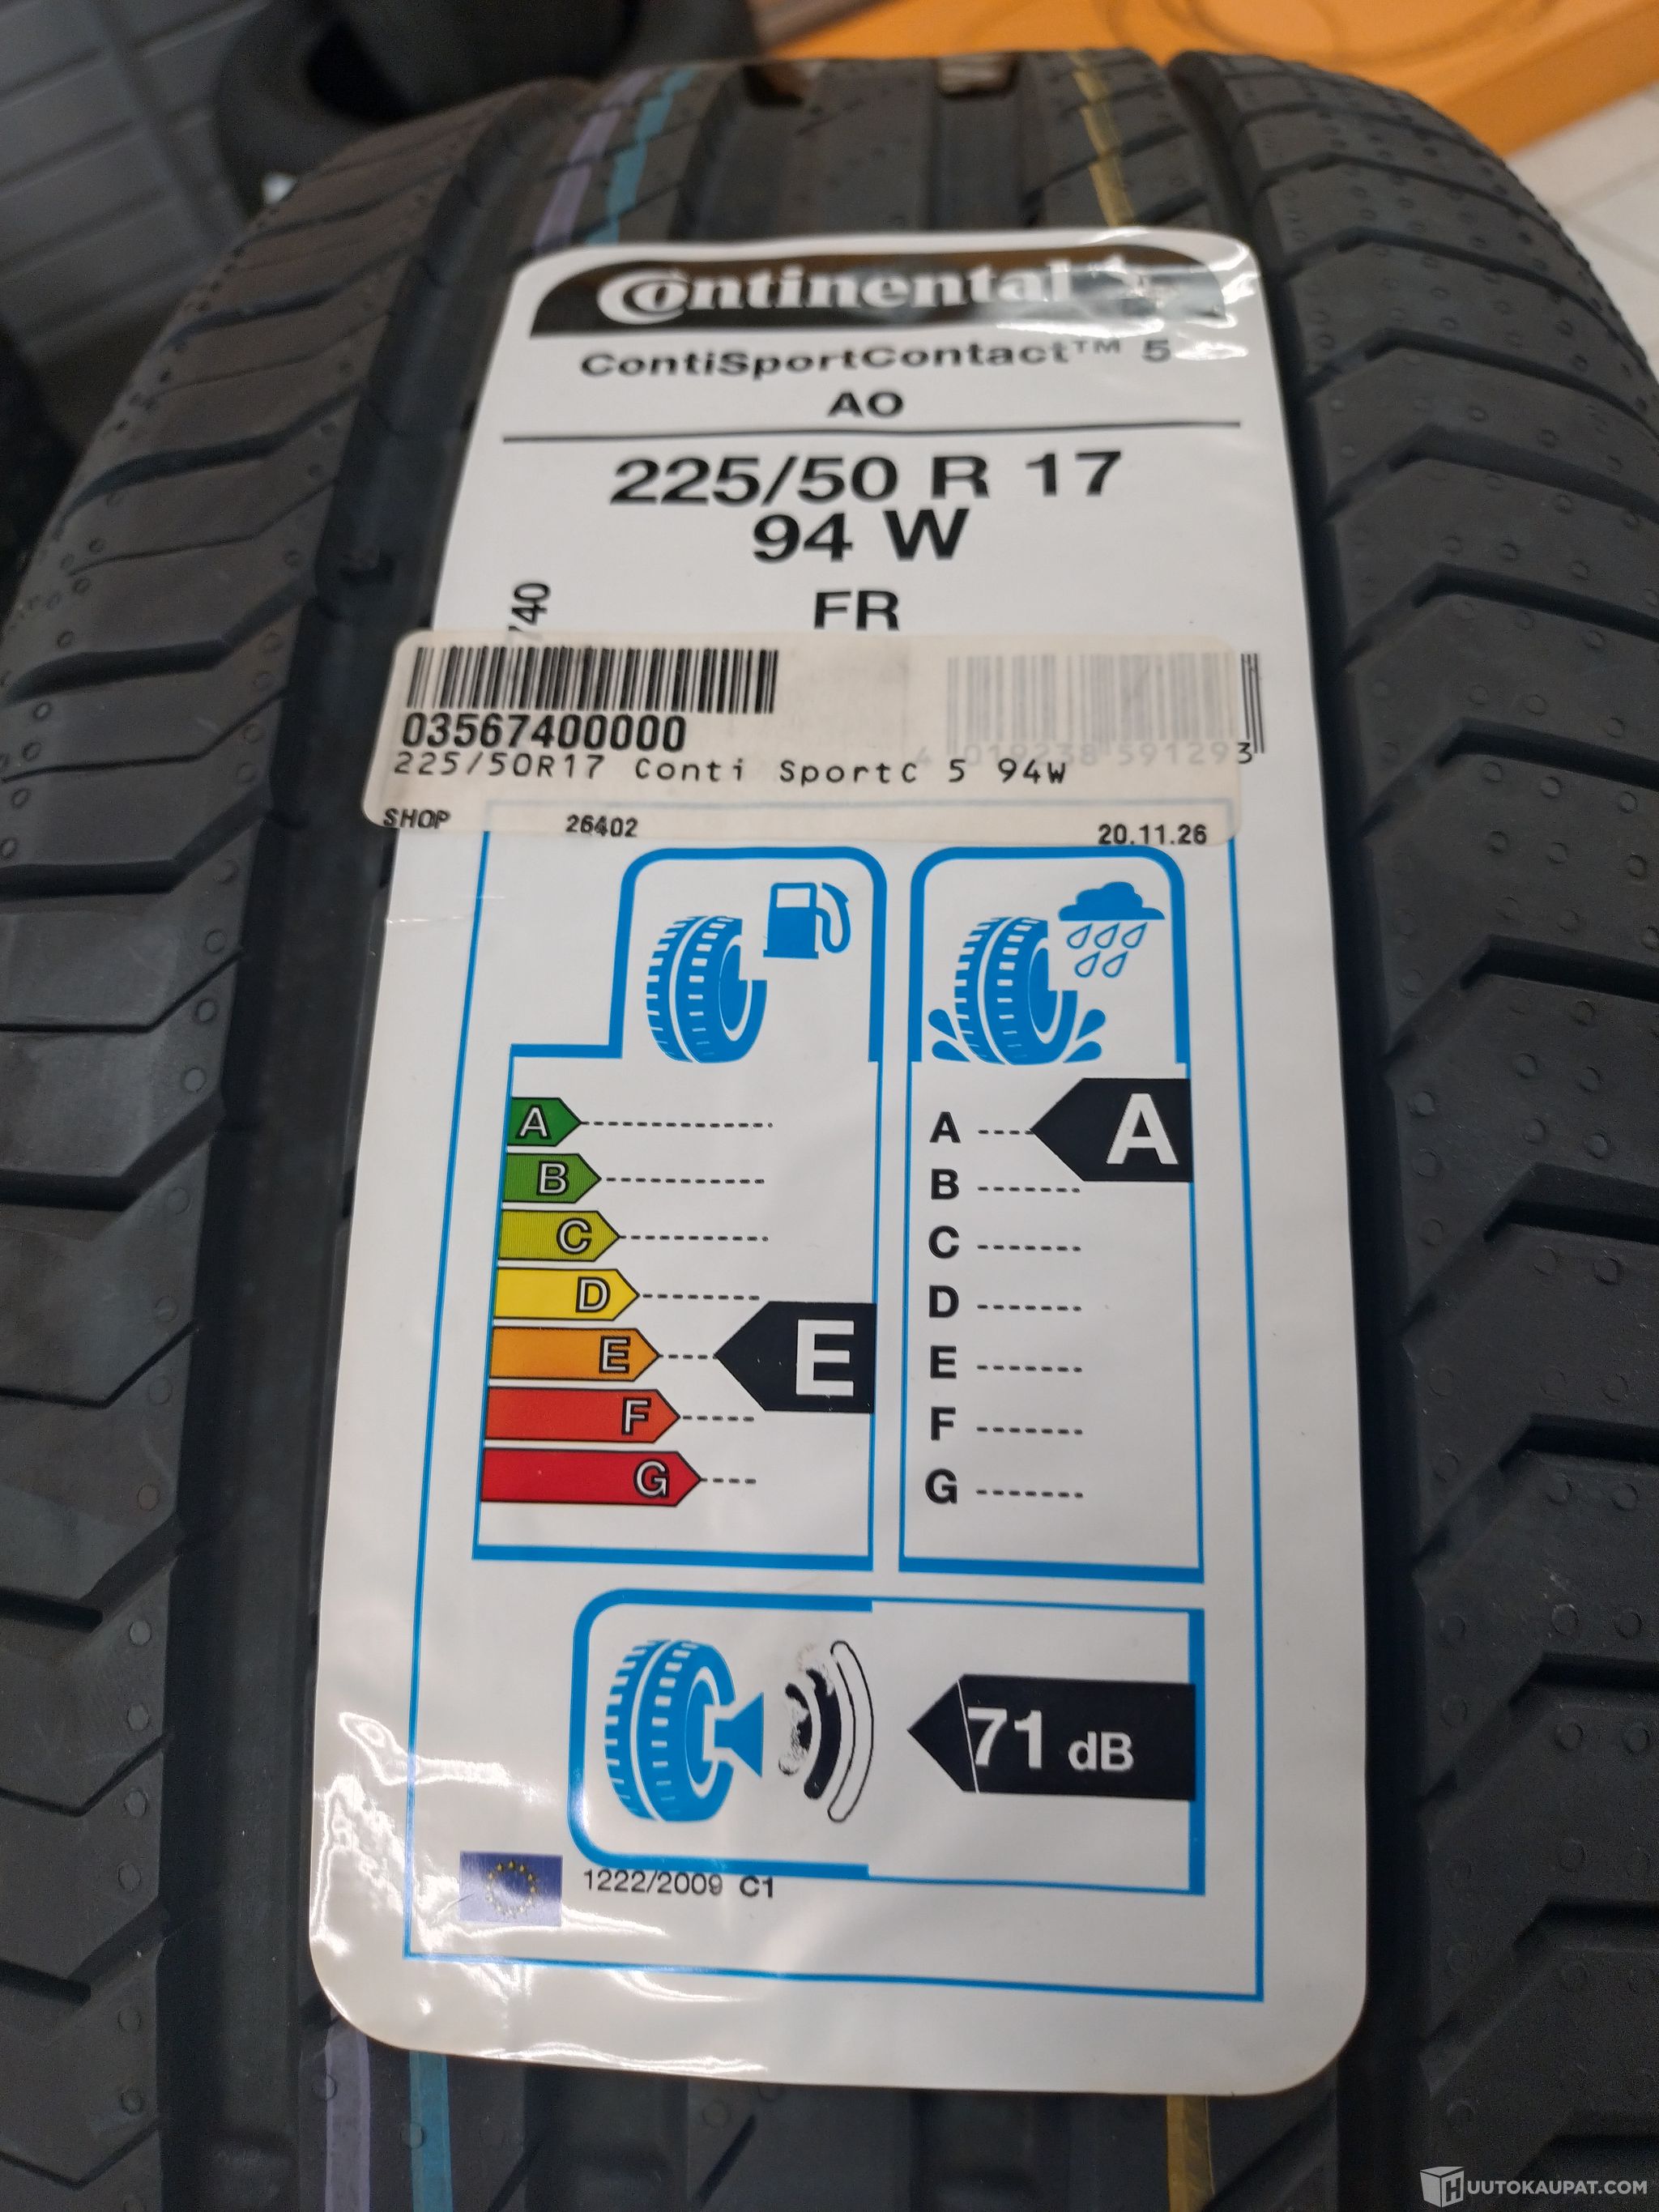 Continental
ContiSportContact™ 5
AO
225/50 R 17
94 W
FR
740
03567400000
4 019238 591293
225/50R17 Conti SportC 5 94W
SHOP 26402 20.11.26
A
B
C
D
E
F
G
E
A
B
C
D
E
F
G
A
71 dB
1222/2009 C1
HUUTOKAUPAT.COM